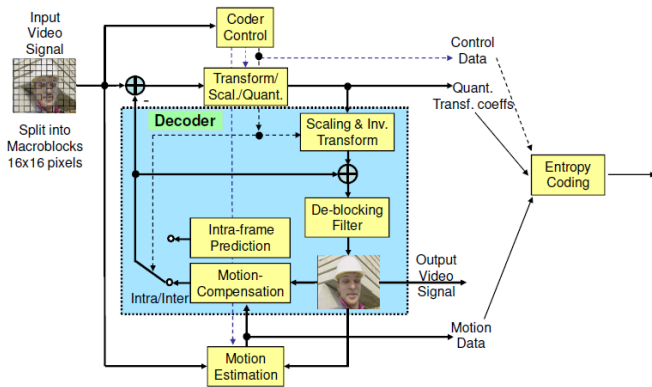 Input
Video
Signal
Coder
Control
Control
Data
Transform/
Scal./Quant.
Quant.
Transf. coeffs
-
Split into
Macroblocks
16x16 pixels
Decoder
Scaling & Inv.
Transform
Entropy
Coding
De-blocking
Filter
Intra-frame
Prediction
Output
Video
Signal
Motion-
Compensation
Intra/Inter
Motion
Data
Motion
Estimation